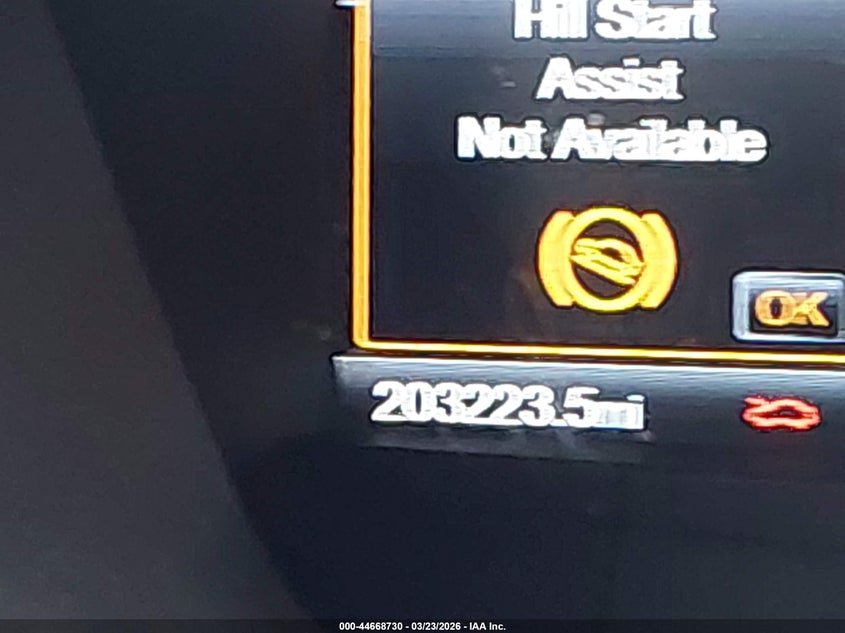 Hill Start
Assist
Not Available
OK
203223.5mi
000-44668730 - 03/23/2026 - IAA Inc.